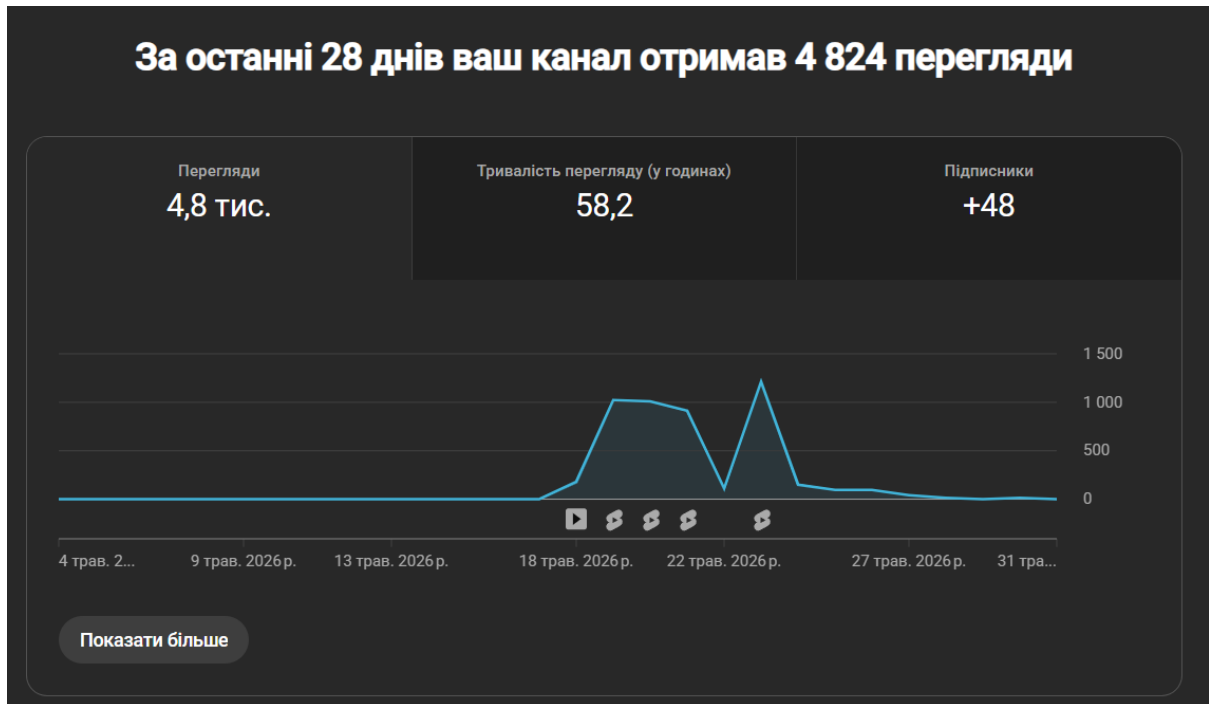 За останні 28 днів ваш канал отримав 4 824 перегляди
Перегляди
4,8 тис.
Тривалість перегляду (у годинах)
58,2
Підписники
+48
1 500
1 000
500
0
4 трав. 2... 9 трав. 2026 р. 13 трав. 2026 р. 18 трав. 2026 р. 22 трав. 2026 р. 27 трав. 2026 р. 31 тра...
Показати більше